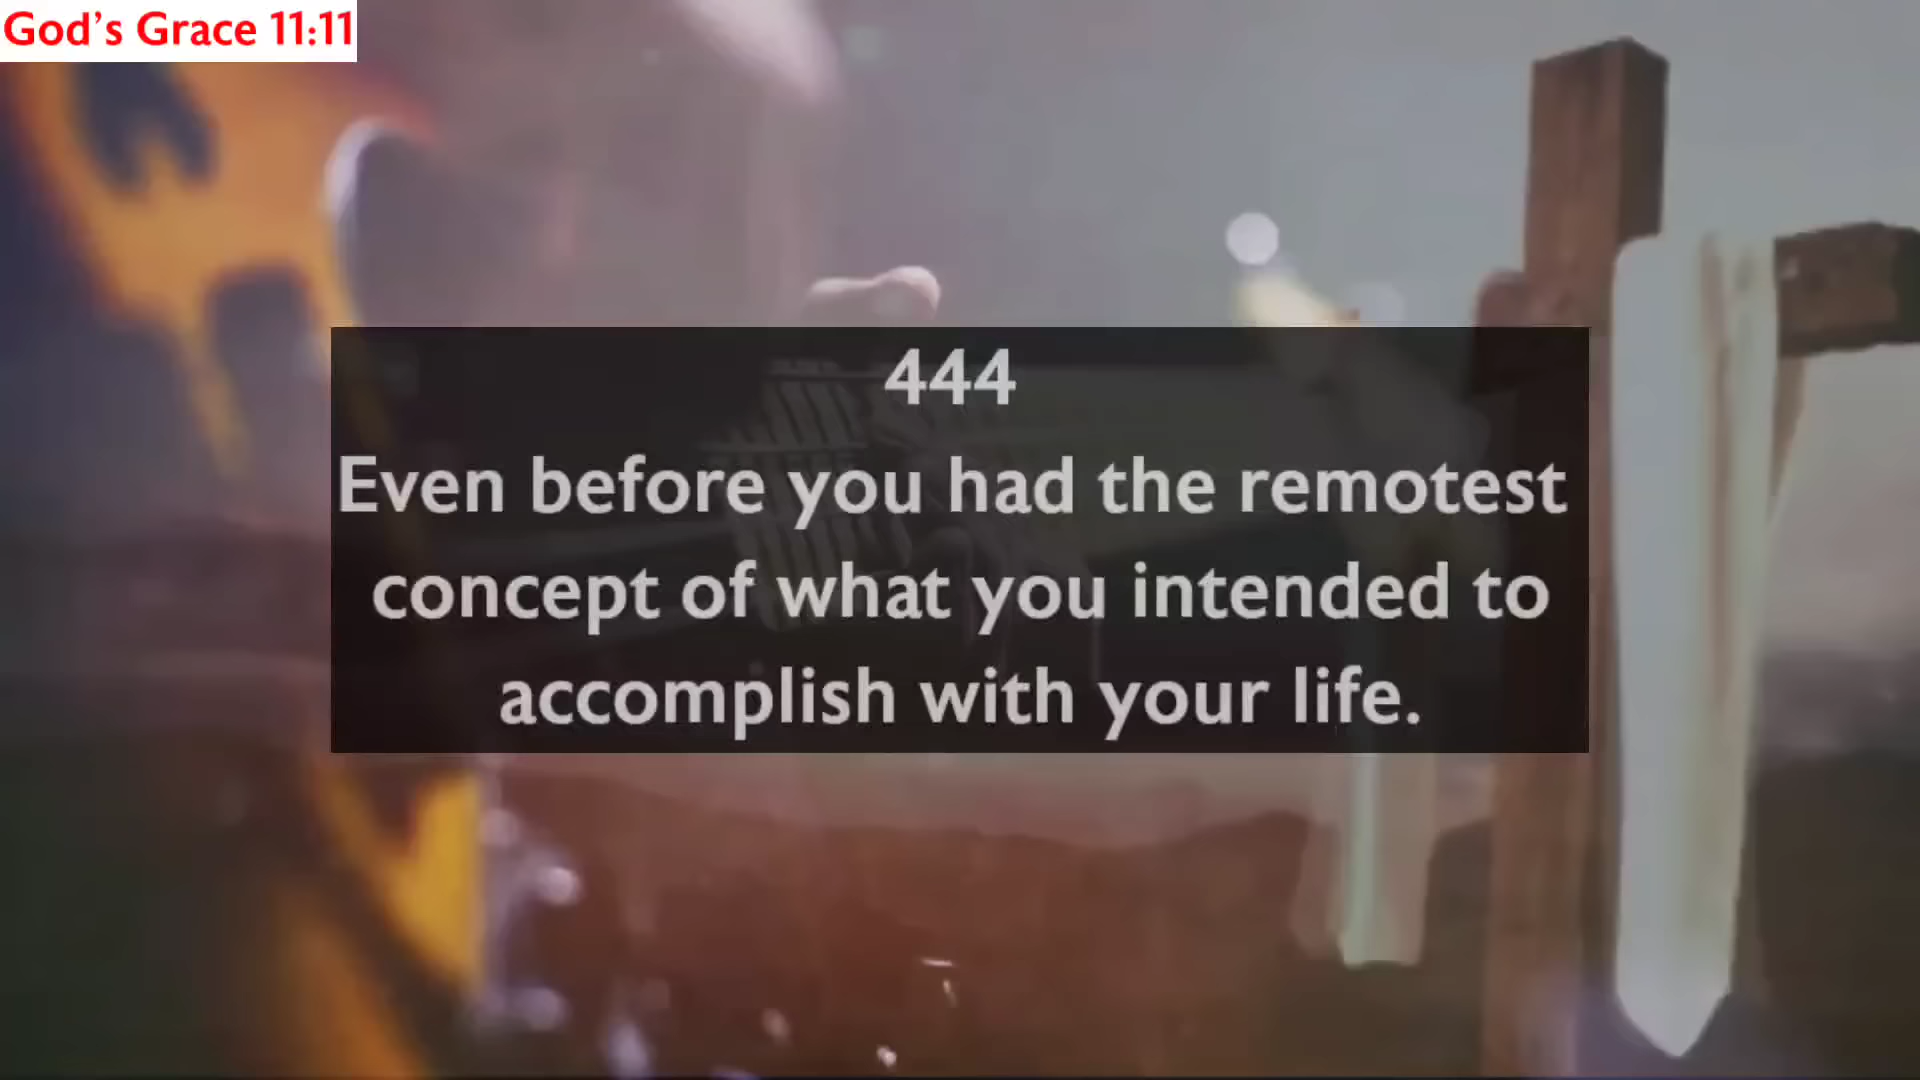 God's Grace 11:11
444
Even before you had the remotest
concept of what you intended to
accomplish with your life.